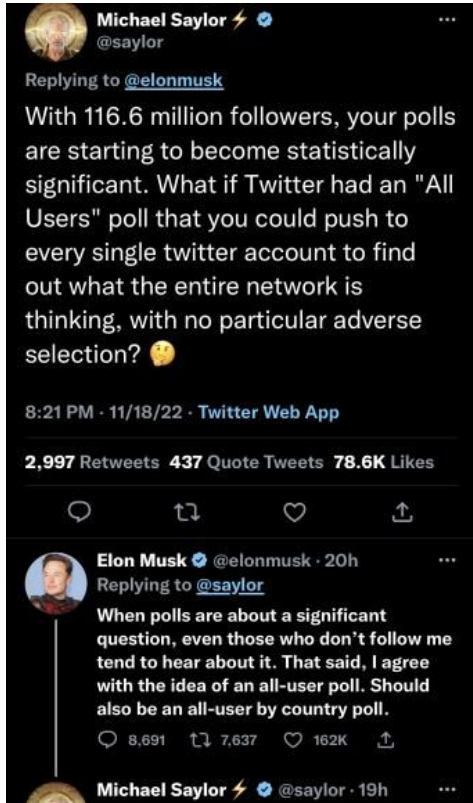 Michael Saylor⚡
@saylor
Replying to @elonmusk
With 116.6 million followers, your polls
are starting to become statistically
significant. What if Twitter had an "All
Users" poll that you could push to
every single twitter account to find
out what the entire network is
thinking, with no particular adverse
selection? 🤔
8:21 PM · 11/18/22 · Twitter Web App
2,997 Retweets 437 Quote Tweets 78.6K Likes
Elon Musk @elonmusk · 20h
Replying to @saylor
When polls are about a significant
question, even those who don’t follow me
tend to hear about it. That said, I agree
with the idea of an all-user poll. Should
also be an all-user by country poll.
8,691 7,637 162K
Michael Saylor⚡ @saylor · 19h